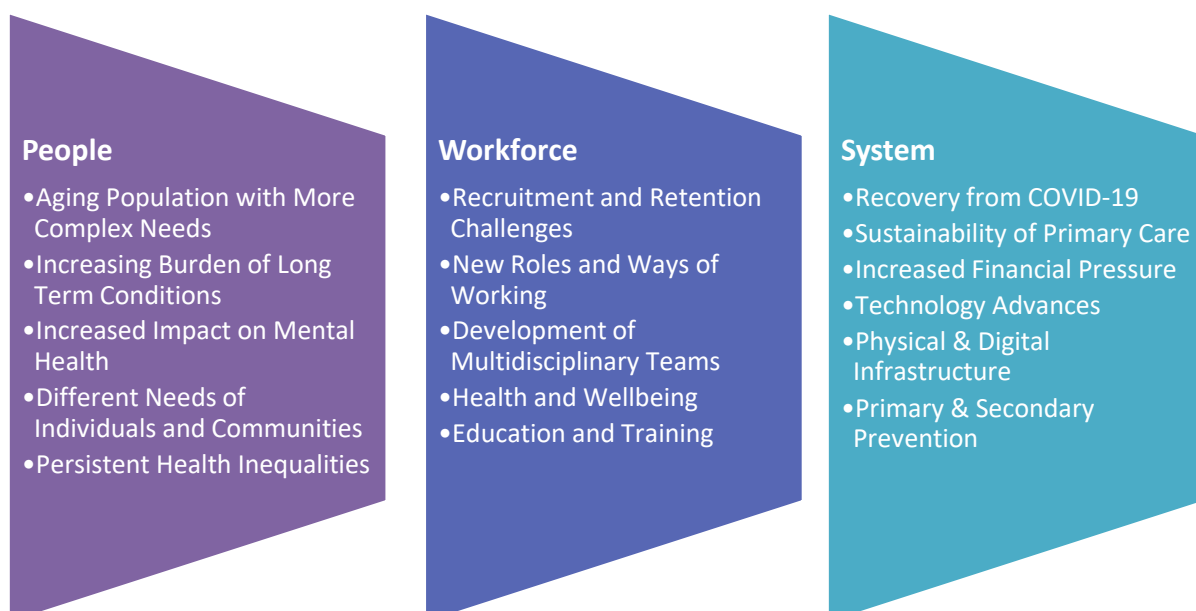 People
•Aging Population with More
Complex Needs
•Increasing Burden of Long
Term Conditions
•Increased Impact on Mental
Health
•Different Needs of
Individuals and Communities
•Persistent Health Inequalities
Workforce
•Recruitment and Retention
Challenges
•New Roles and Ways of
Working
•Development of
Multidisciplinary Teams
•Health and Wellbeing
•Education and Training
System
•Recovery from COVID-19
•Sustainability of Primary Care
•Increased Financial Pressure
•Technology Advances
•Physical & Digital
Infrastructure
•Primary & Secondary
Prevention